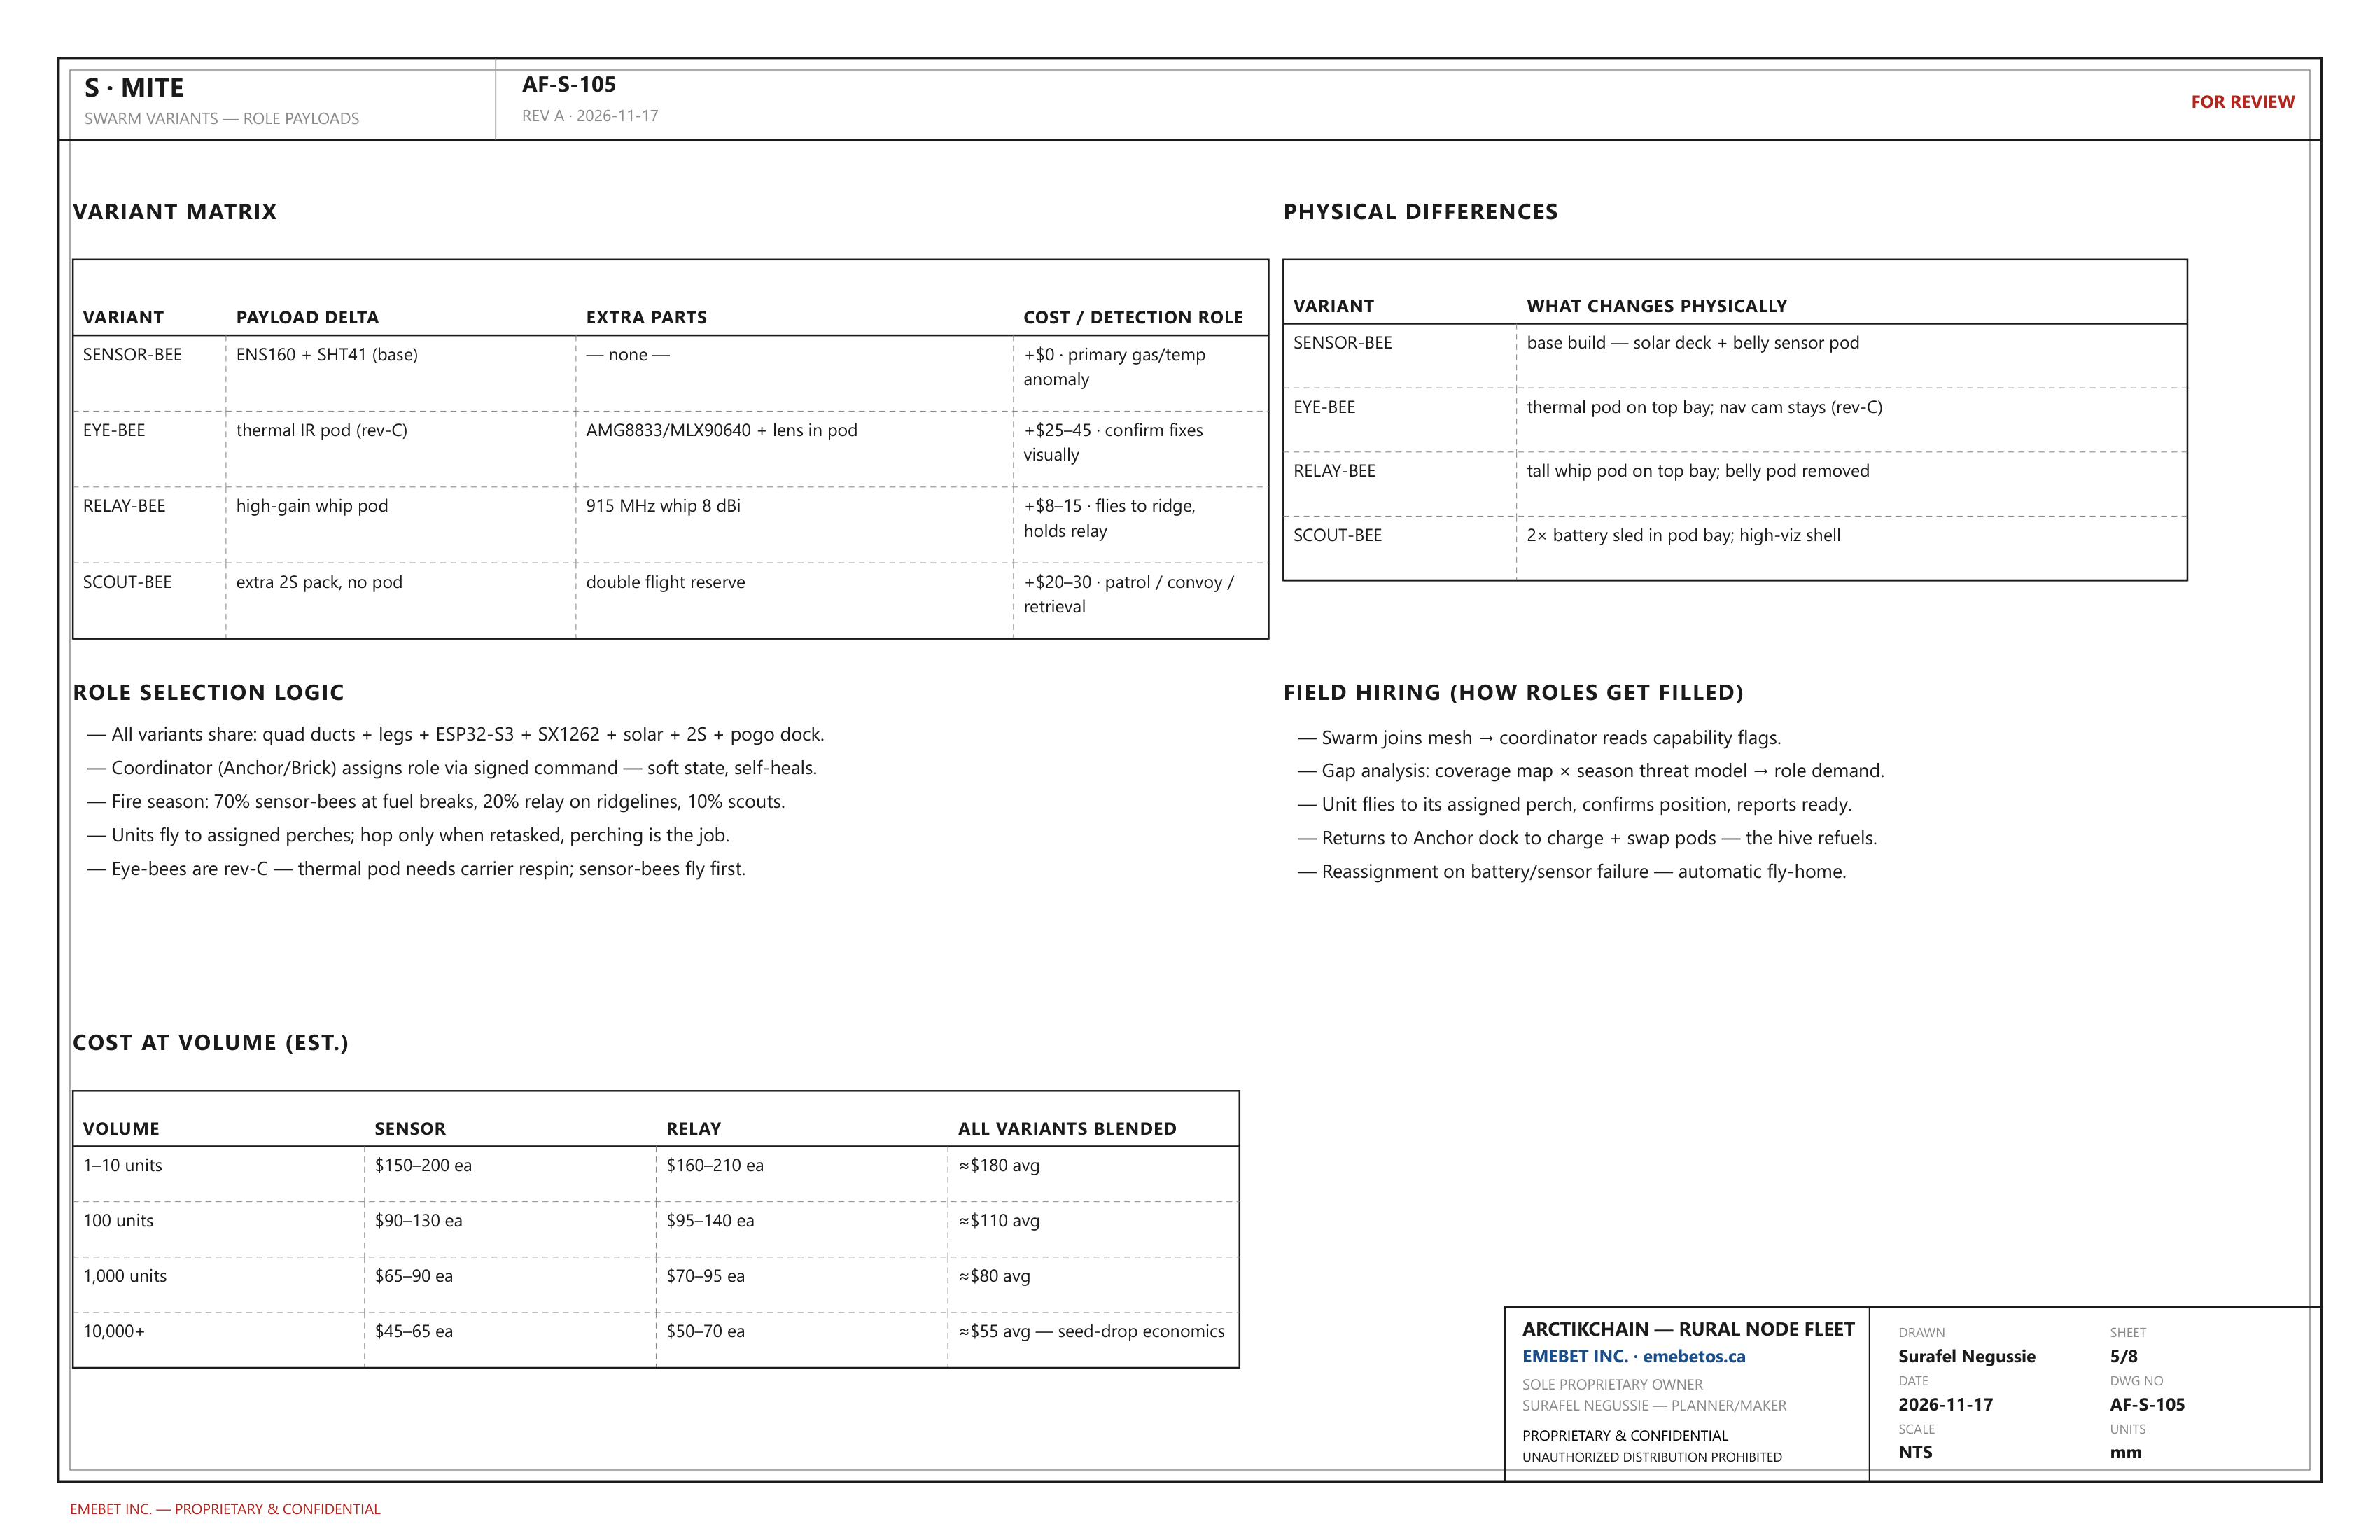 S · MITE
SWARM VARIANTS — ROLE PAYLOADS
AF-S-105
REV A · 2026-11-17
FOR REVIEW
VARIANT MATRIX
VARIANT PAYLOAD DELTA EXTRA PARTS COST / DETECTION ROLE
SENSOR-BEE ENS160 + SHT41 (base) — none — +$0 · primary gas/temp
anomaly
EYE-BEE thermal IR pod (rev-C) AMG8833/MLX90640 + lens in pod +$25–45 · confirm fixes
visually
RELAY-BEE high-gain whip pod 915 MHz whip 8 dBi +$8–15 · flies to ridge,
holds relay
SCOUT-BEE extra 2S pack, no pod double flight reserve +$20–30 · patrol / convoy /
retrieval
PHYSICAL DIFFERENCES
VARIANT WHAT CHANGES PHYSICALLY
SENSOR-BEE base build — solar deck + belly sensor pod
EYE-BEE thermal pod on top bay; nav cam stays (rev-C)
RELAY-BEE tall whip pod on top bay; belly pod removed
SCOUT-BEE 2× battery sled in pod bay; high-viz shell
ROLE SELECTION LOGIC
— All variants share: quad ducts + legs + ESP32-S3 + SX1262 + solar + 2S + pogo dock.
— Coordinator (Anchor/Brick) assigns role via signed command — soft state, self-heals.
— Fire season: 70% sensor-bees at fuel breaks, 20% relay on ridgelines, 10% scouts.
— Units fly to assigned perches; hop only when retasked, perching is the job.
— Eye-bees are rev-C — thermal pod needs carrier respin; sensor-bees fly first.
FIELD HIRING (HOW ROLES GET FILLED)
— Swarm joins mesh → coordinator reads capability flags.
— Gap analysis: coverage map × season threat model → role demand.
— Unit flies to its assigned perch, confirms position, reports ready.
— Returns to Anchor dock to charge + swap pods — the hive refuels.
— Reassignment on battery/sensor failure — automatic fly-home.
COST AT VOLUME (EST.)
VOLUME SENSOR RELAY ALL VARIANTS BLENDED
1–10 units $150–200 ea $160–210 ea ≈$180 avg
100 units $90–130 ea $95–140 ea ≈$110 avg
1,000 units $65–90 ea $70–95 ea ≈$80 avg
10,000+ $45–65 ea $50–70 ea ≈$55 avg — seed-drop economics
ARCTIKCHAIN — RURAL NODE FLEET
EMEBET INC. · emebetos.ca
SOLE PROPRIETARY OWNER
SURAFEL NEGUSSIE — PLANNER/MAKER
PROPRIETARY & CONFIDENTIAL
UNAUTHORIZED DISTRIBUTION PROHIBITED
DRAWN SHEET
Surafel Negussie 5/8
DATE DWG NO
2026-11-17 AF-S-105
SCALE UNITS
NTS mm
EMEBET INC. — PROPRIETARY & CONFIDENTIAL